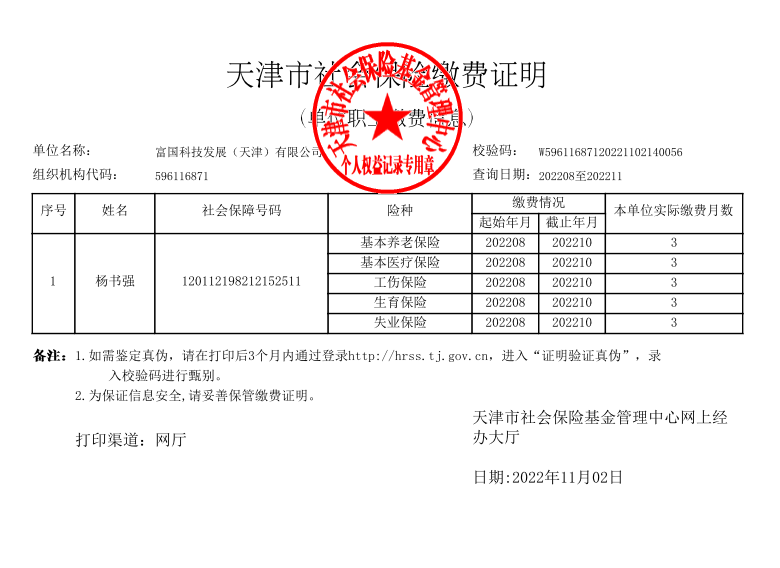 天津市社会保险缴费证明
(单位职工缴费信息)
天津市社会保险基金管理中心
个人权益记录专用章
单位名称: 富国科技发展（天津）有限公司 校验码: W59611687120221102140056
组织机构代码: 596116871 查询日期: 202208至202211
序号 姓名 社会保障号码 险种 缴费情况 本单位实际缴费月数
起始年月 截止年月
1 杨书强 120112198212152511
基本养老保险 202208 202210 3
基本医疗保险 202208 202210 3
工伤保险 202208 202210 3
生育保险 202208 202210 3
失业保险 202208 202210 3
备注: 1.如需鉴定真伪，请在打印后3个月内通过登录http://hrss.tj.gov.cn，进入“证明验证真伪”，录
入校验码进行甄别。
2.为保证信息安全,请妥善保管缴费证明。
天津市社会保险基金管理中心网上经
办大厅
打印渠道: 网厅
日期:2022年11月02日